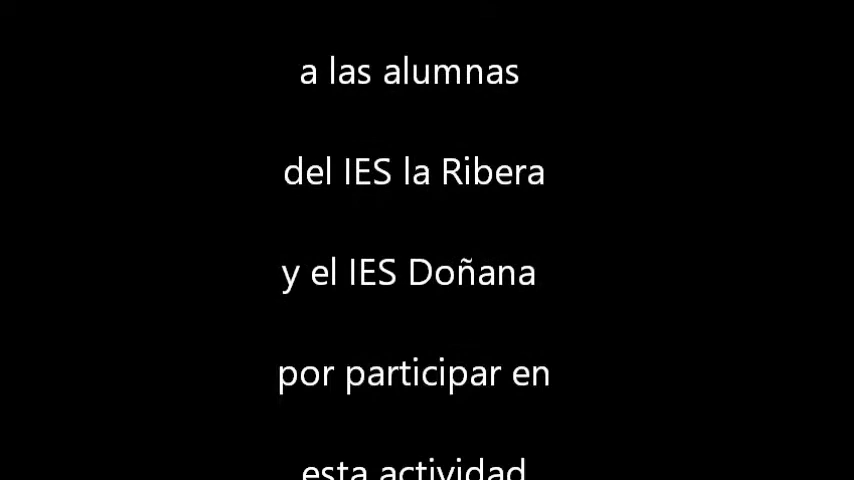 a las alumnas
del IES la Ribera
y el IES Doñana
por participar en
esta actividad